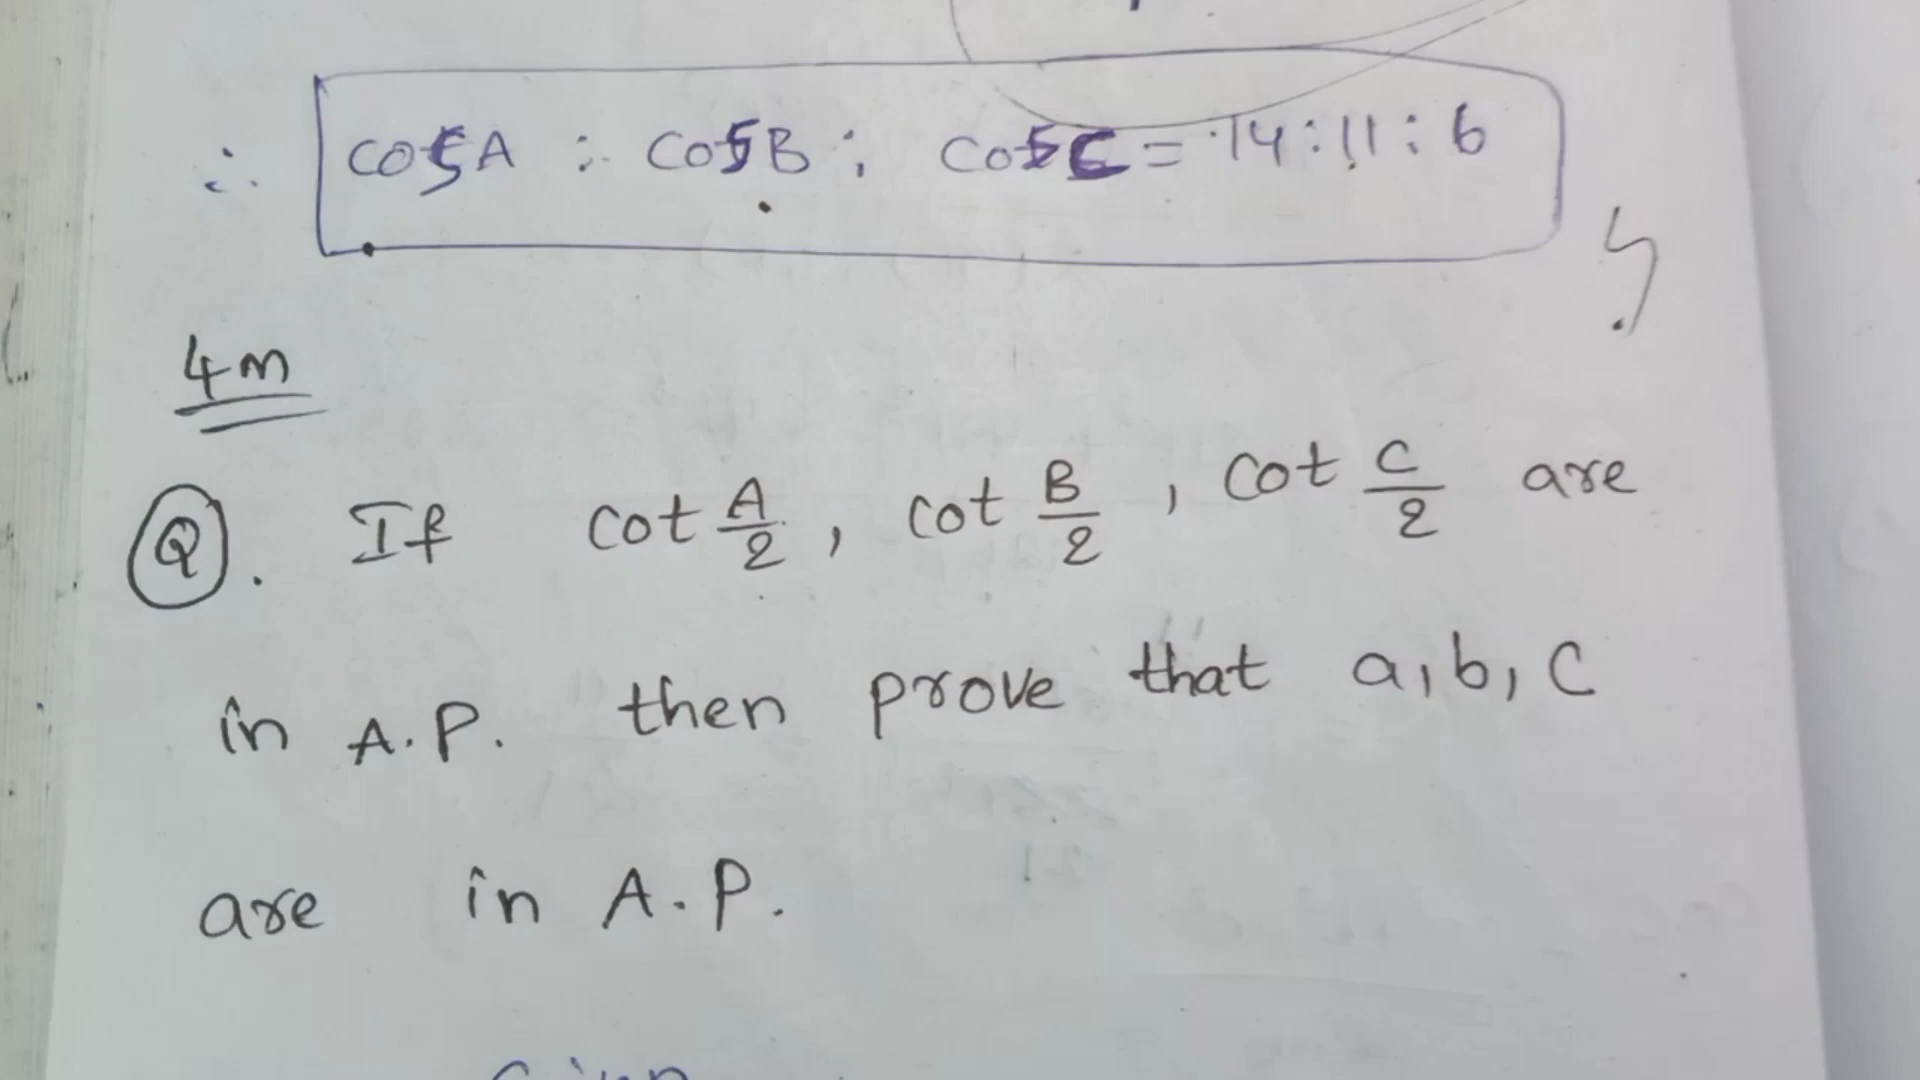 ∴ cosA : cosB : cosC = 14 : 11 : 6
4m
Q. If cot A/2, cot B/2, cot C/2 are
in A.P. then prove that a, b, c
are in A.P.